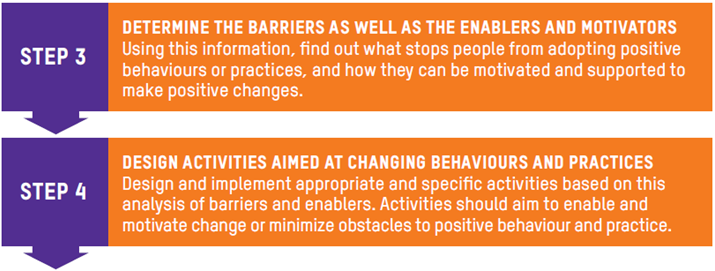 STEP 3
DETERMINE THE BARRIERS AS WELL AS THE ENABLERS AND MOTIVATORS
Using this information, find out what stops people from adopting positive
behaviours or practices, and how they can be motivated and supported to
make positive changes.
STEP 4
DESIGN ACTIVITIES AIMED AT CHANGING BEHAVIOURS AND PRACTICES
Design and implement appropriate and specific activities based on this
analysis of barriers and enablers. Activities should aim to enable and
motivate change or minimize obstacles to positive behaviour and practice.